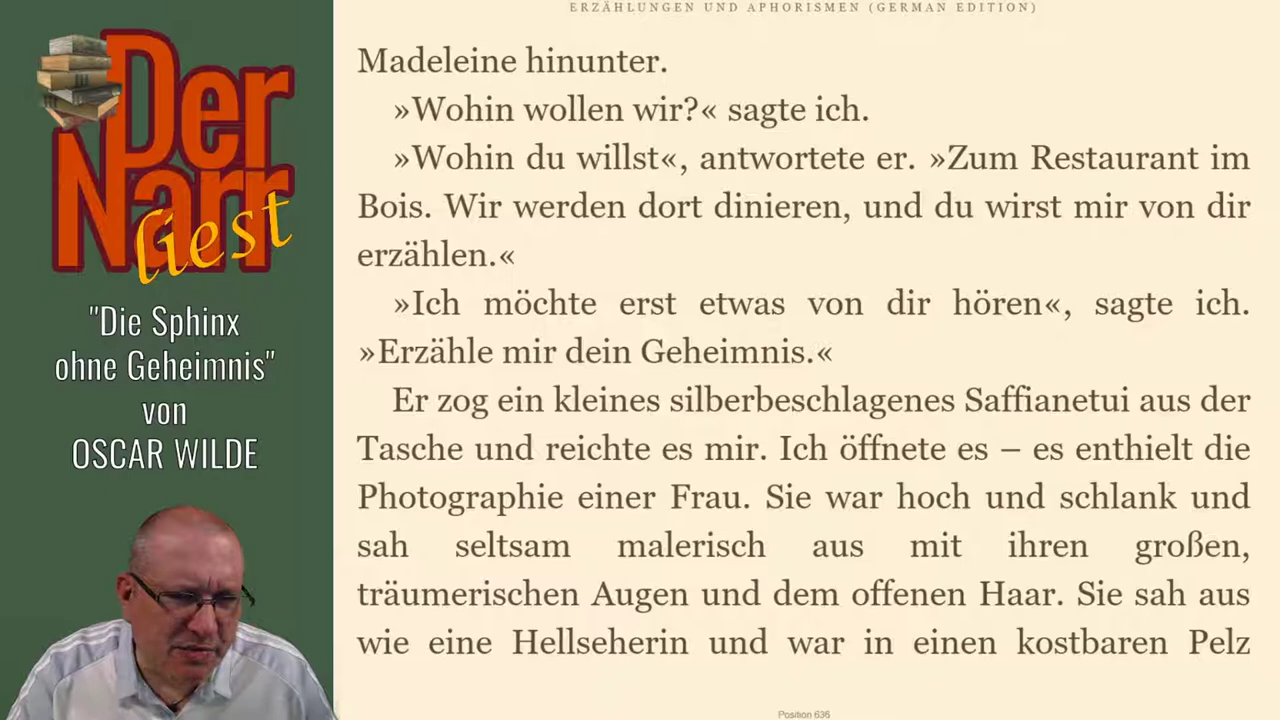 Der
Narr
liest
"Die Sphinx
ohne Geheimnis"
von
OSCAR WILDE
ERZÄHLUNGEN UND APHORISMEN (GERMAN EDITION)
Madeleine hinunter.
»Wohin wollen wir?« sagte ich.
»Wohin du willst«, antwortete er. »Zum Restaurant im
Bois. Wir werden dort dinieren, und du wirst mir von dir
erzählen.«
»Ich möchte erst etwas von dir hören«, sagte ich.
»Erzähle mir dein Geheimnis.«
Er zog ein kleines silberbeschlagenes Saffianetui aus der
Tasche und reichte es mir. Ich öffnete es – es enthielt die
Photographie einer Frau. Sie war hoch und schlank und
sah seltsam malerisch aus mit ihren großen,
träumerischen Augen und dem offenen Haar. Sie sah aus
wie eine Hellseherin und war in einen kostbaren Pelz
Position 636